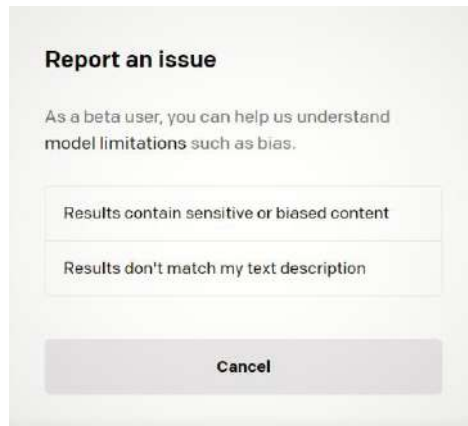 Report an issue
As a beta user, you can help us understand
model limitations such as bias.
Results contain sensitive or biased content
Results don't match my text description
Cancel